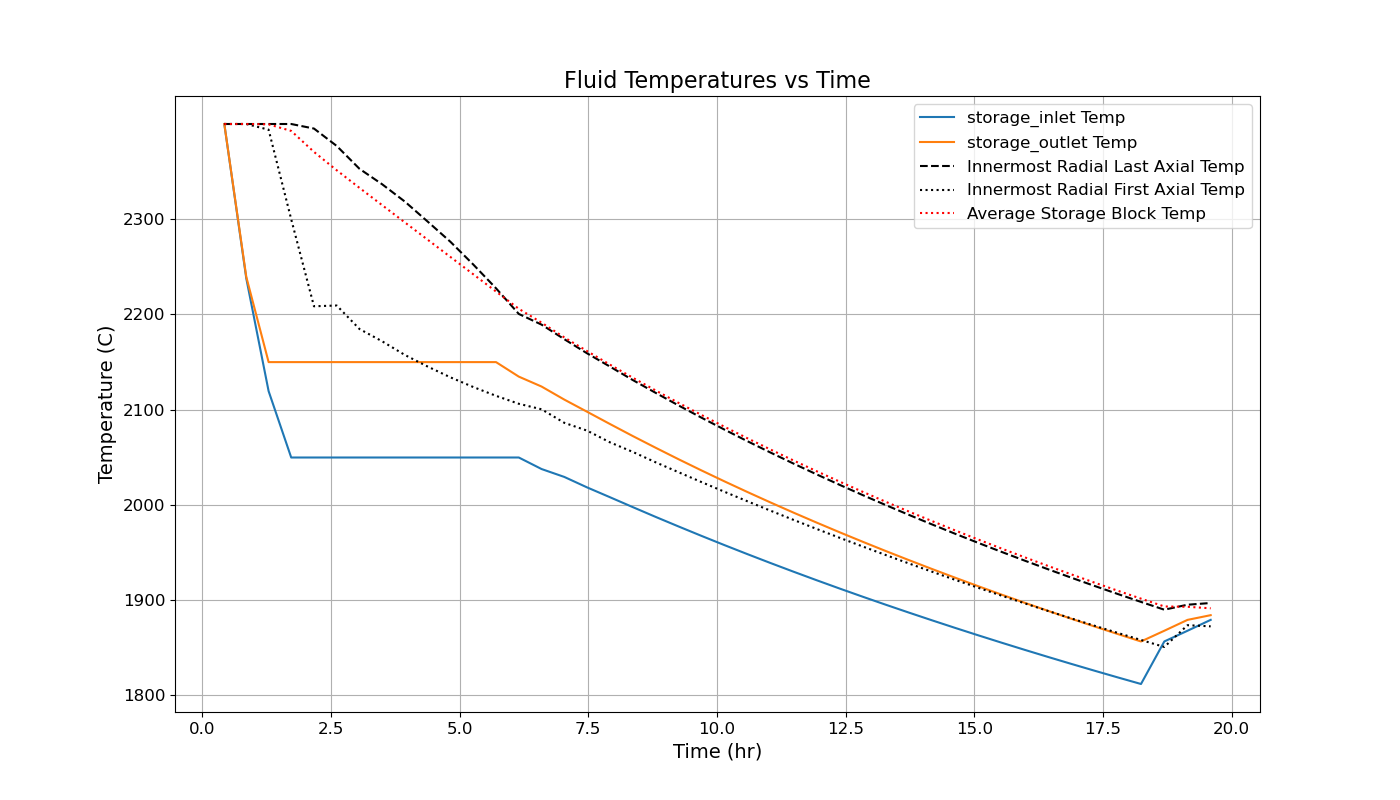 Fluid Temperatures vs Time
storage_inlet Temp
storage_outlet Temp
Innermost Radial Last Axial Temp
Innermost Radial First Axial Temp
Average Storage Block Temp
Temperature (C)
2300
2200
2100
2000
1900
1800
0.0 2.5 5.0 7.5 10.0 12.5 15.0 17.5 20.0
Time (hr)